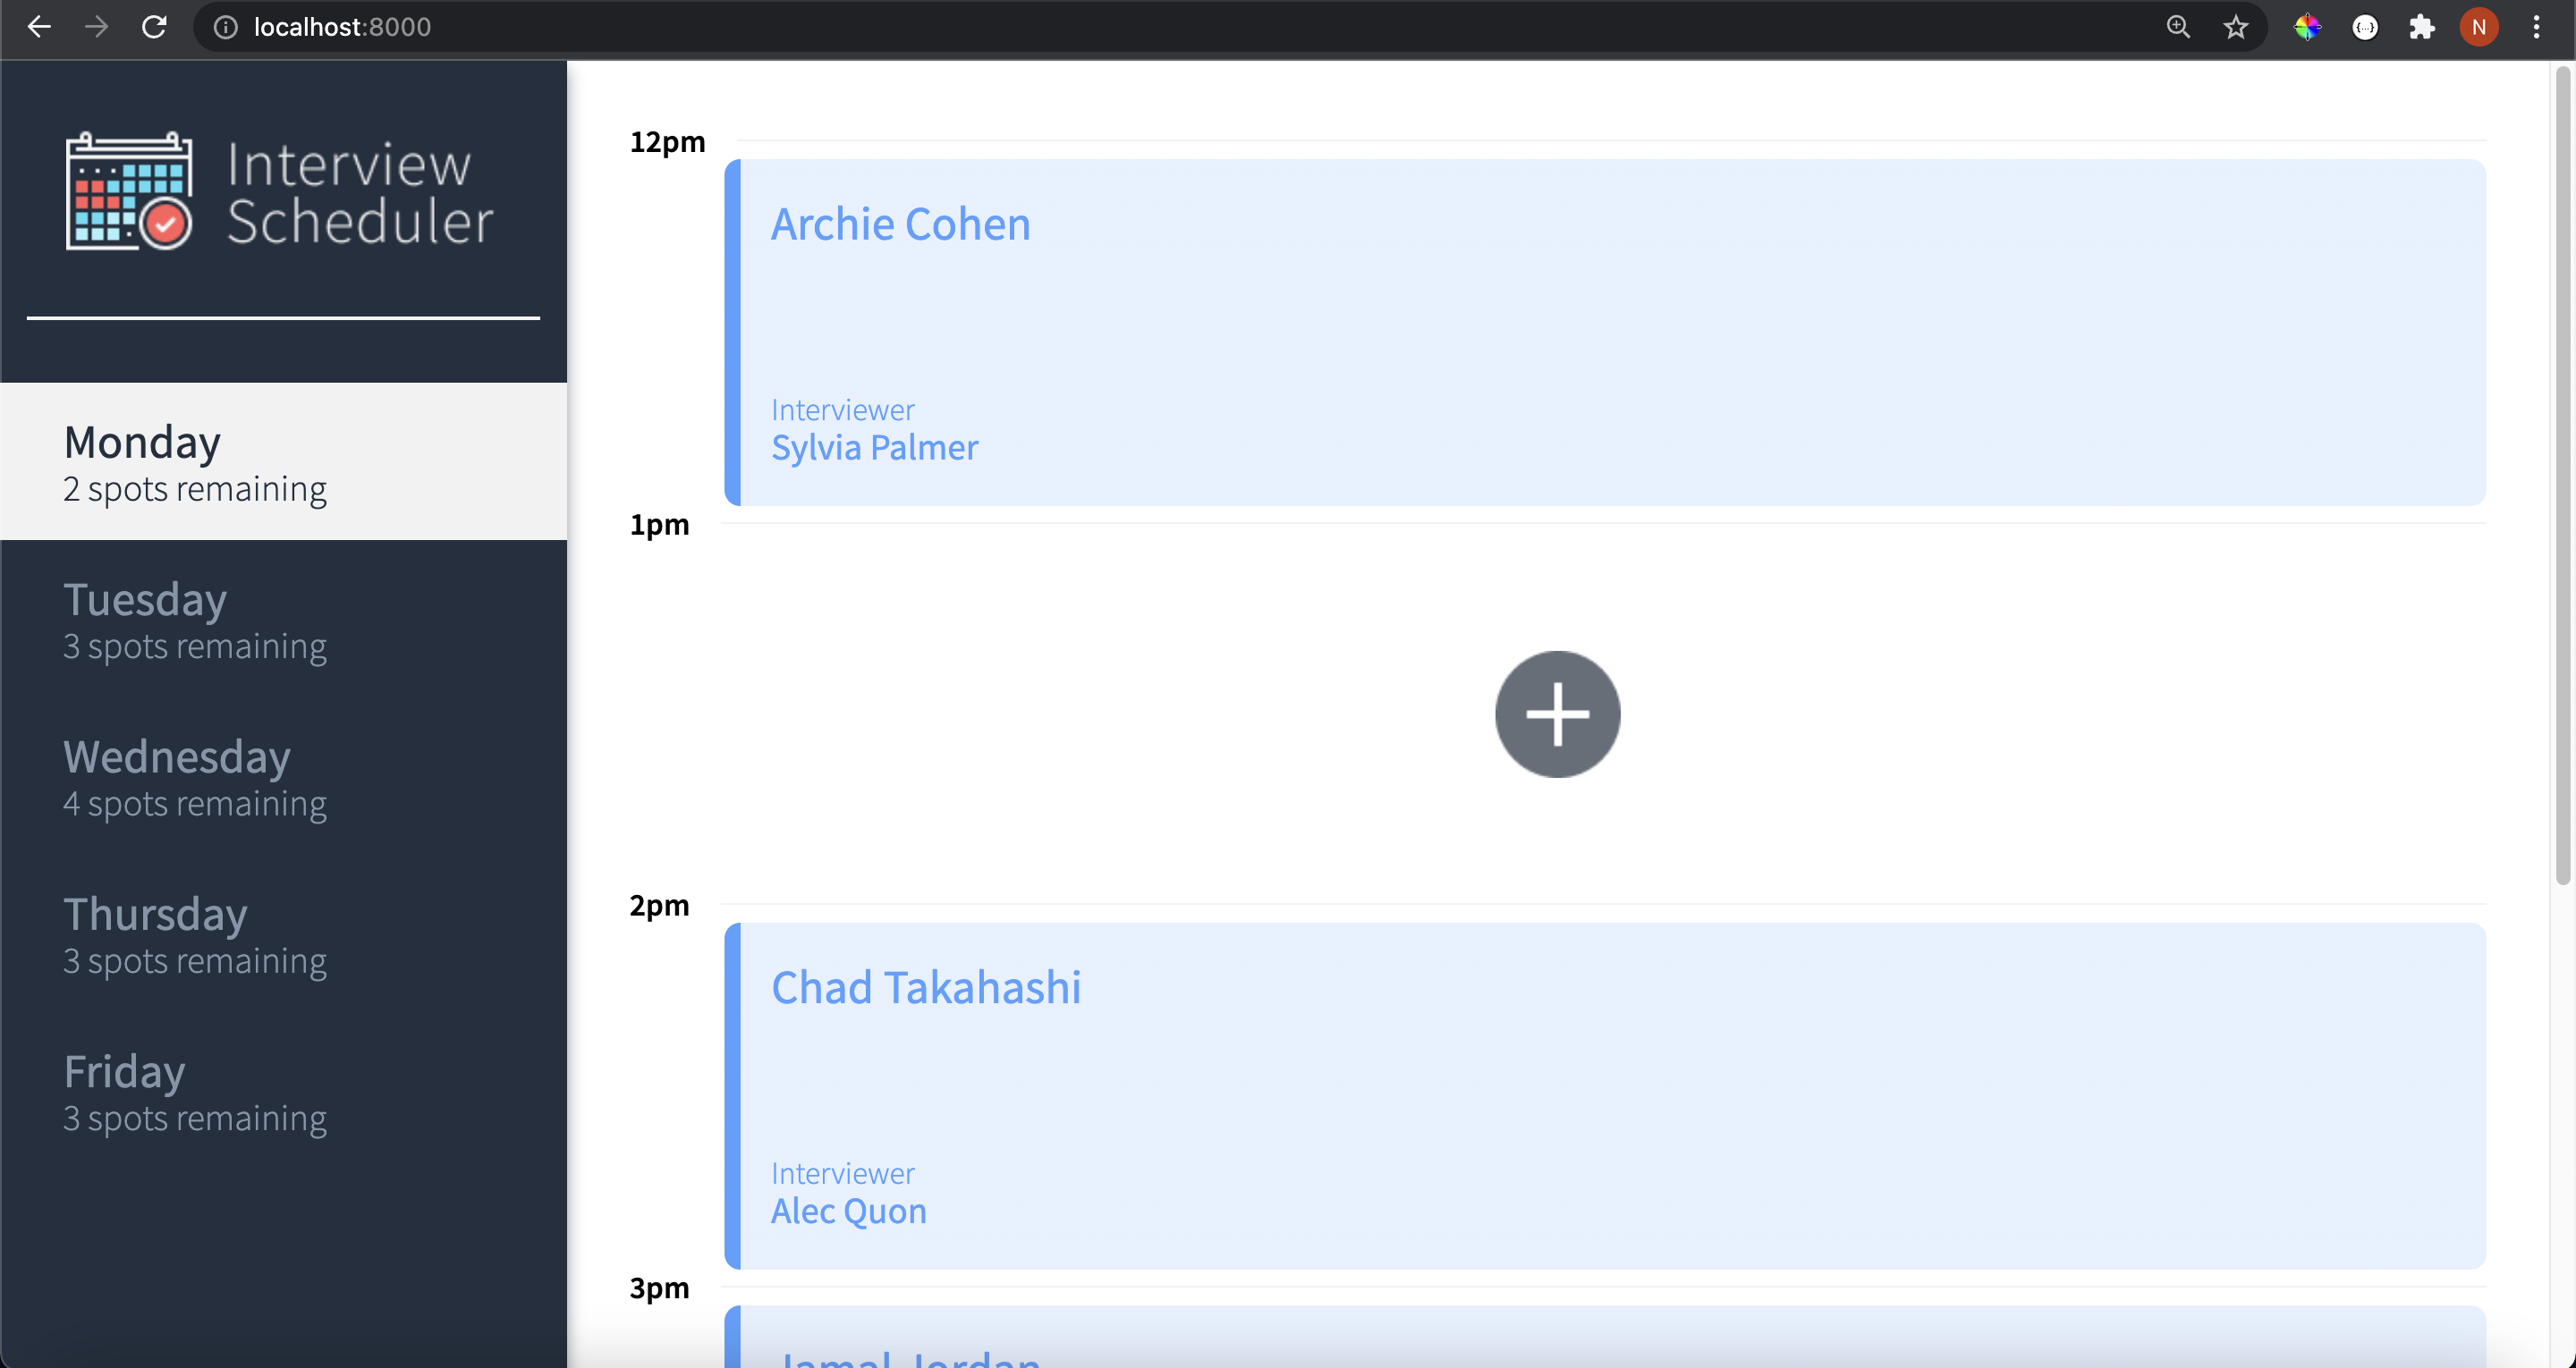 localhost:8000
N
Interview
Scheduler
Monday
2 spots remaining
Tuesday
3 spots remaining
Wednesday
4 spots remaining
Thursday
3 spots remaining
Friday
3 spots remaining
12pm
Archie Cohen
Interviewer
Sylvia Palmer
1pm
2pm
Chad Takahashi
Interviewer
Alec Quon
3pm
Jamal Jordan